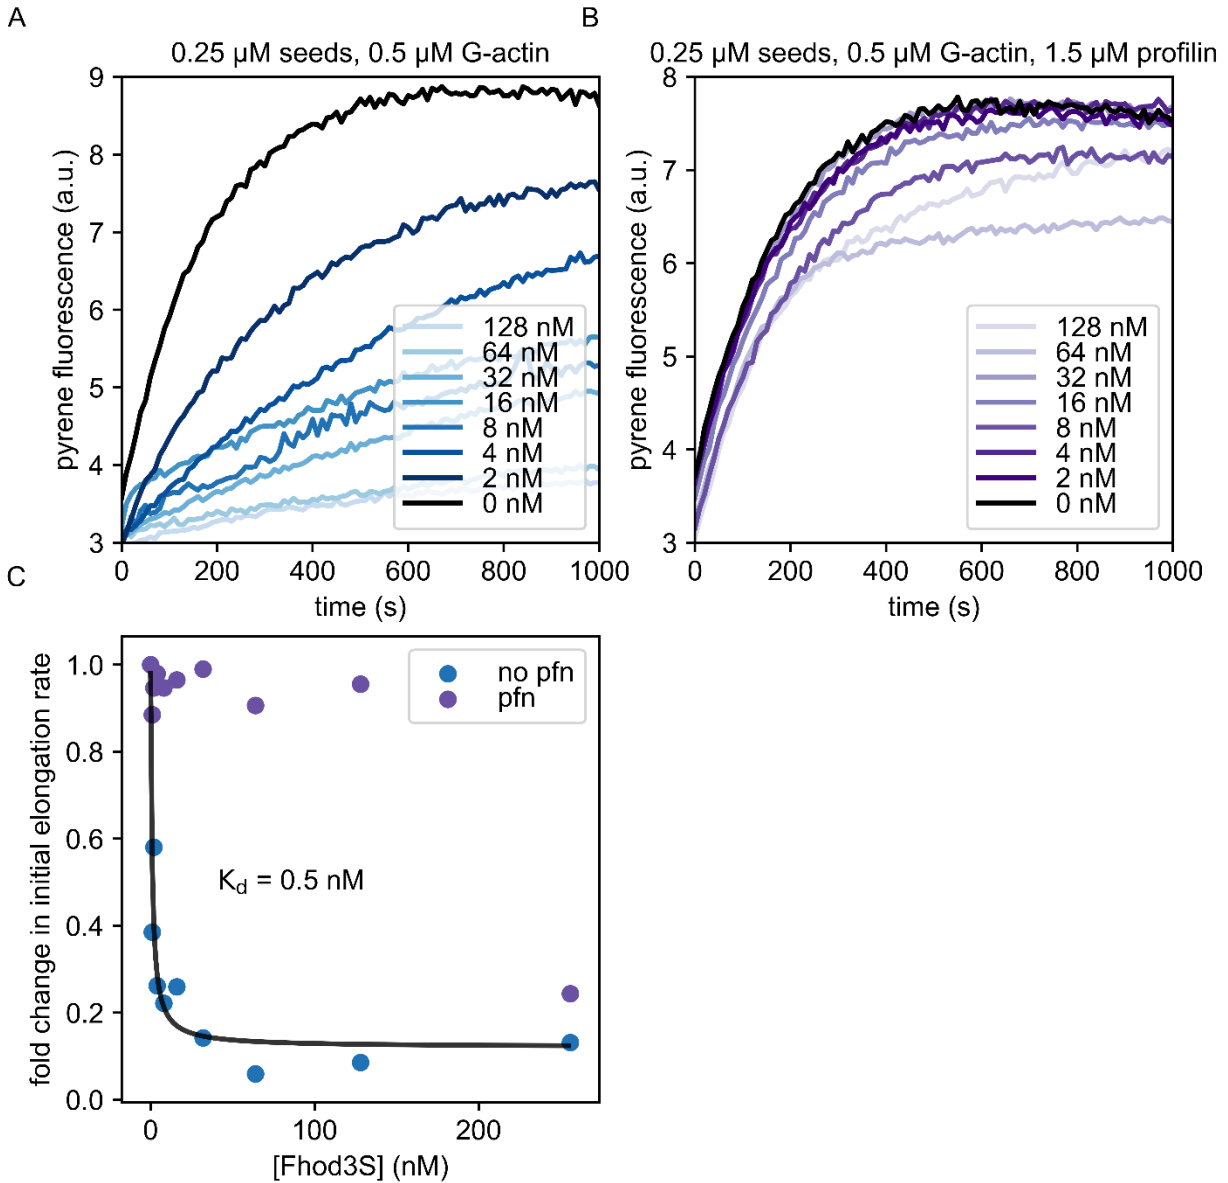 A
0.25 µM seeds, 0.5 µM G-actin
9
8
7
6
5
4
3
pyrene fluorescence (a.u.)
128 nM
64 nM
32 nM
16 nM
8 nM
4 nM
2 nM
0 nM
0 200 400 600 800 1000
time (s)
B
0.25 µM seeds, 0.5 µM G-actin, 1.5 µM profilin
8
7
6
5
4
3
pyrene fluorescence (a.u.)
128 nM
64 nM
32 nM
16 nM
8 nM
4 nM
2 nM
0 nM
0 200 400 600 800 1000
time (s)
C
1.0
0.8
0.6
0.4
0.2
0.0
fold change in initial elongation rate
no pfn
pfn
K_d = 0.5 nM
0 100 200
[Fhod3S] (nM)